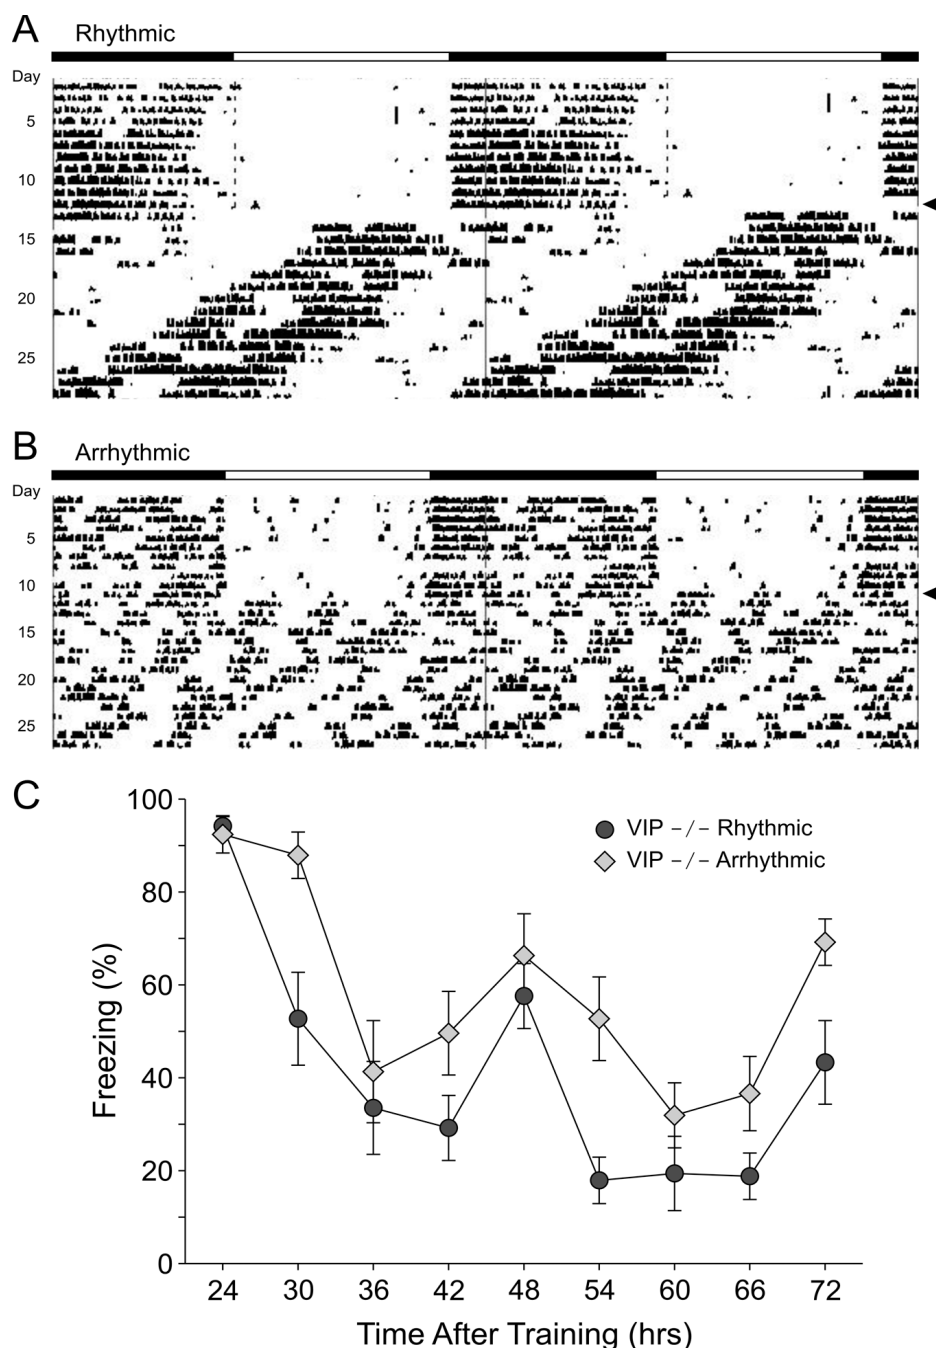 A
Rhythmic
Day
5
10
15
20
25
B
Arrhythmic
Day
5
10
15
20
25
C
100
80
60
40
20
0
Freezing (%)
VIP -/- Rhythmic
VIP -/- Arrhythmic
24 30 36 42 48 54 60 66 72
Time After Training (hrs)